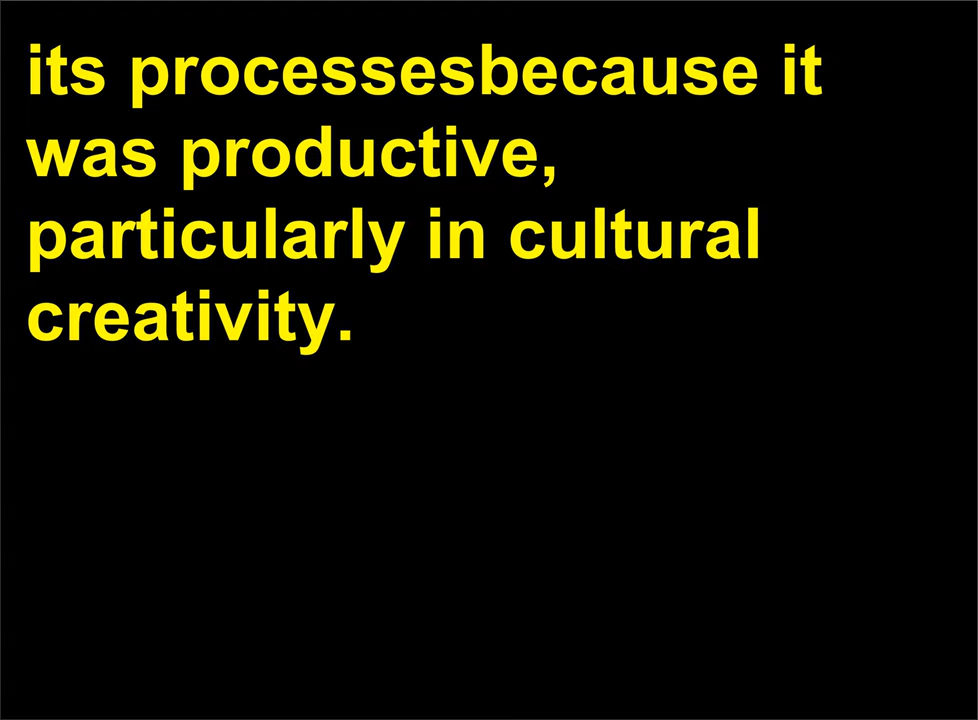 its processesbecause it
was productive,
particularly in cultural
creativity.